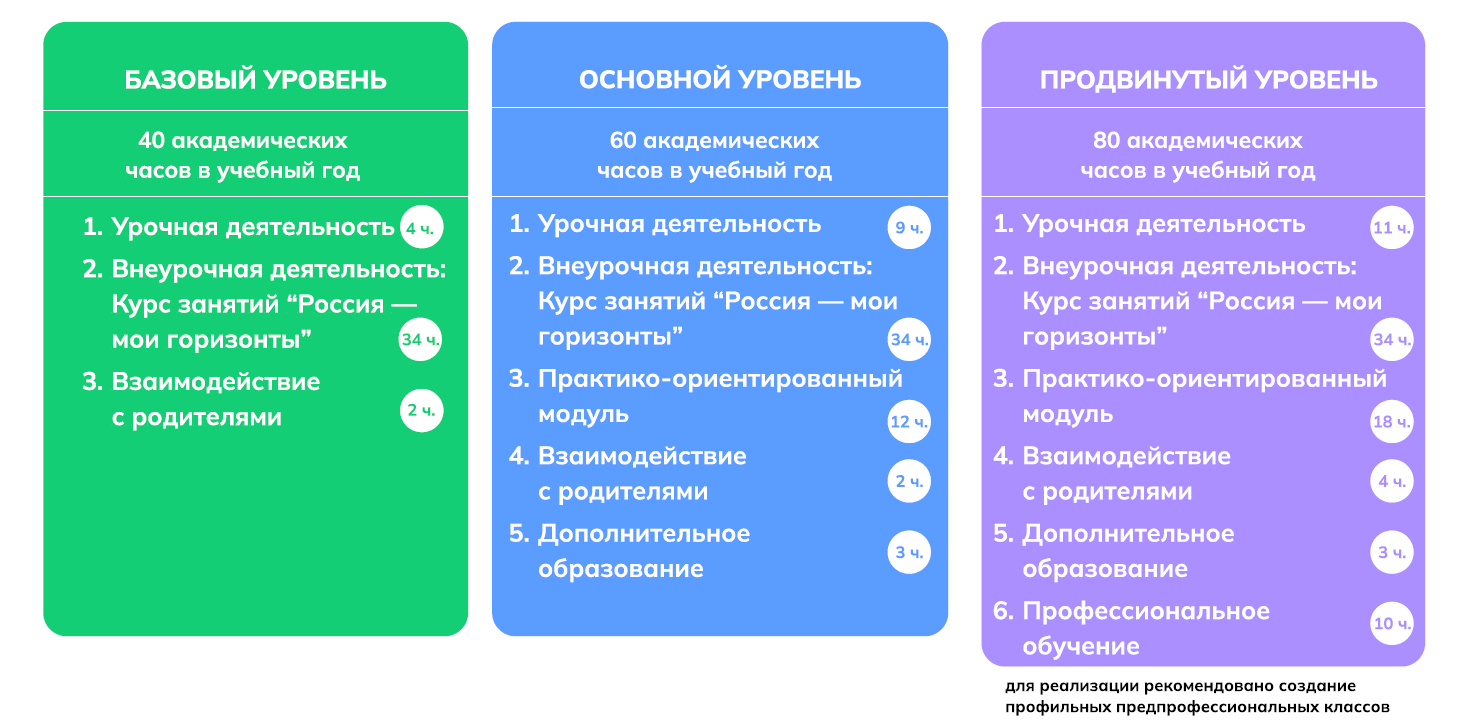 БАЗОВЫЙ УРОВЕНЬ
40 академических
часов в учебный год
1. Урочная деятельность 4 ч.
2. Внеурочная деятельность:
Курс занятий “Россия —
мои горизонты” 34 ч.
3. Взаимодействие
с родителями 2 ч.
ОСНОВНОЙ УРОВЕНЬ
60 академических
часов в учебный год
1. Урочная деятельность 9 ч.
2. Внеурочная деятельность:
Курс занятий “Россия — мои
горизонты” 34 ч.
3. Практико-ориентированный
модуль 12 ч.
4. Взаимодействие
с родителями 2 ч.
5. Дополнительное
образование 3 ч.
ПРОДВИНУТЫЙ УРОВЕНЬ
80 академических
часов в учебный год
1. Урочная деятельность 11 ч.
2. Внеурочная деятельность:
Курс занятий “Россия — мои
горизонты” 34 ч.
3. Практико-ориентированный
модуль 18 ч.
4. Взаимодействие
с родителями 4 ч.
5. Дополнительное
образование 3 ч.
6. Профессиональное
обучение 10 ч.
для реализации рекомендовано создание
профильных предпрофессиональных классов